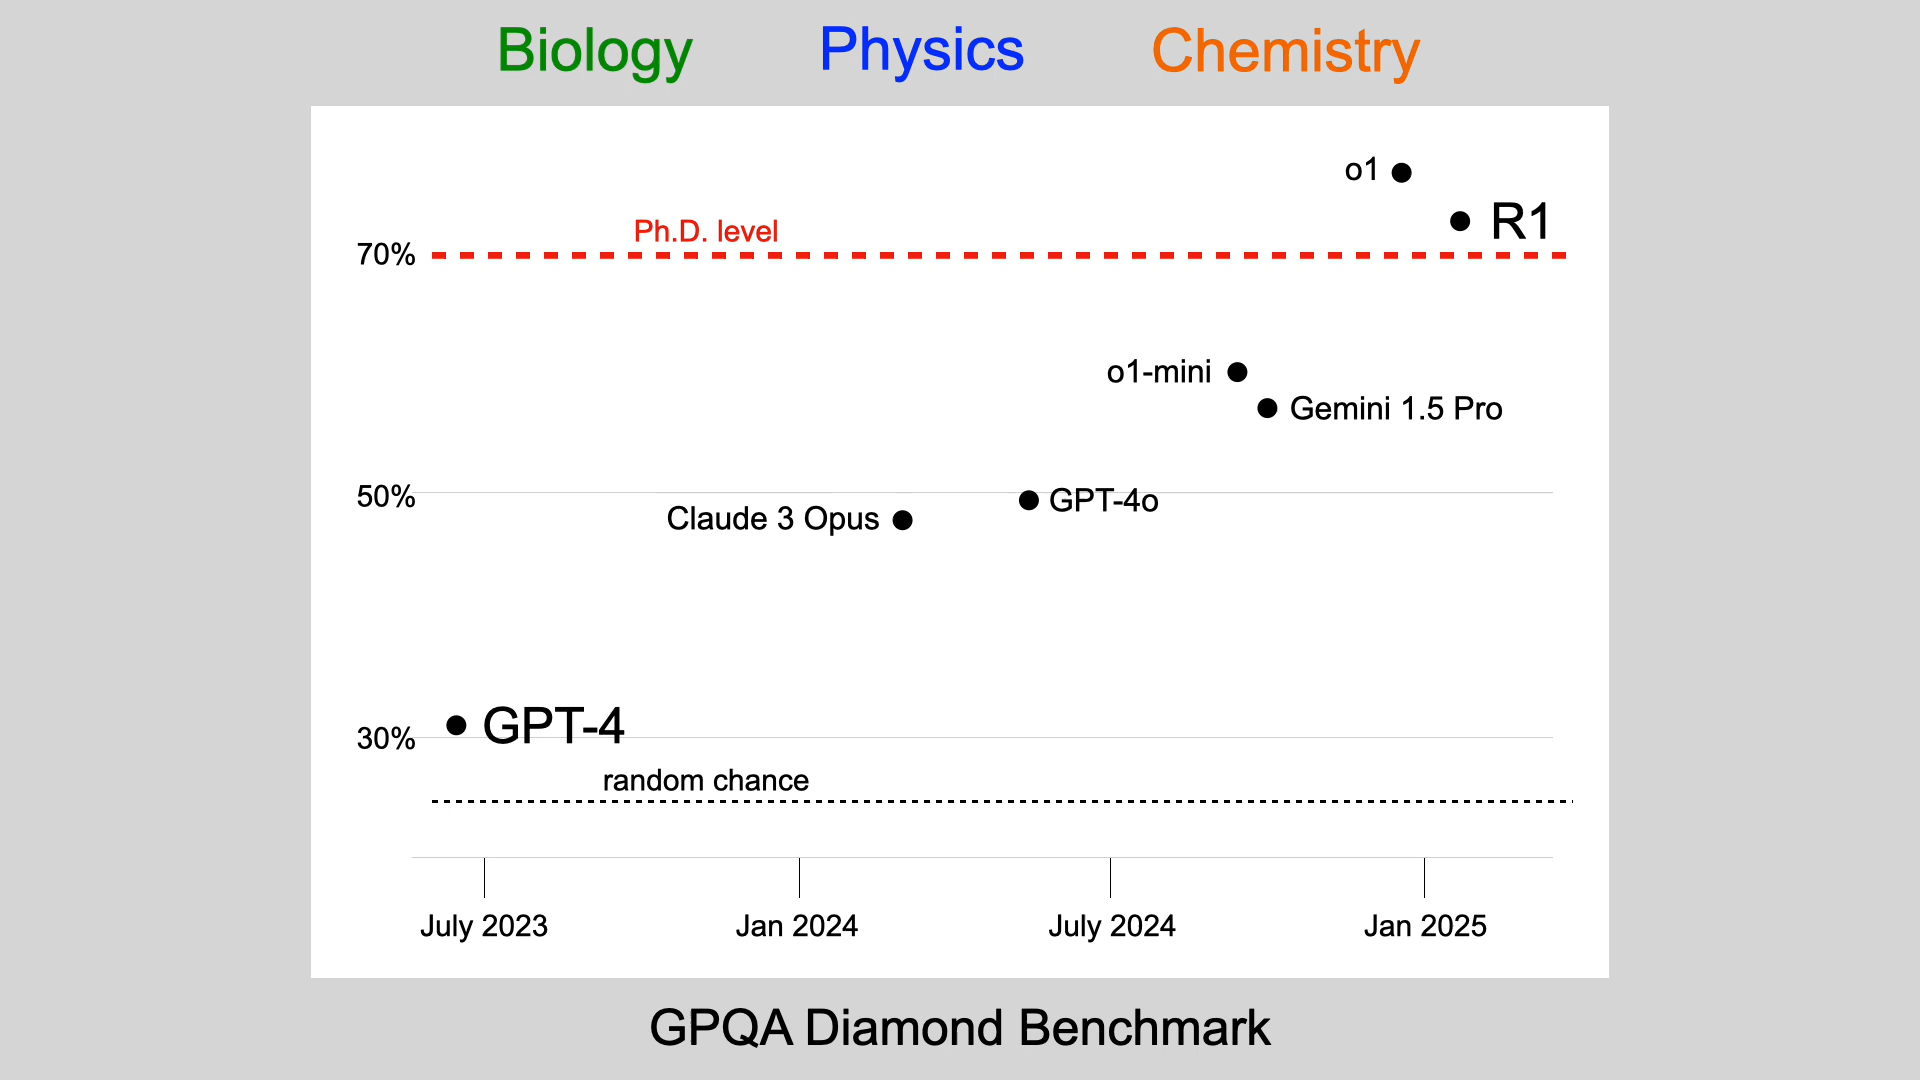 Biology Physics Chemistry
o1
R1
Ph.D. level
70%
o1-mini
Gemini 1.5 Pro
50%
GPT-4o
Claude 3 Opus
GPT-4
30%
random chance
July 2023 Jan 2024 July 2024 Jan 2025
GPQA Diamond Benchmark